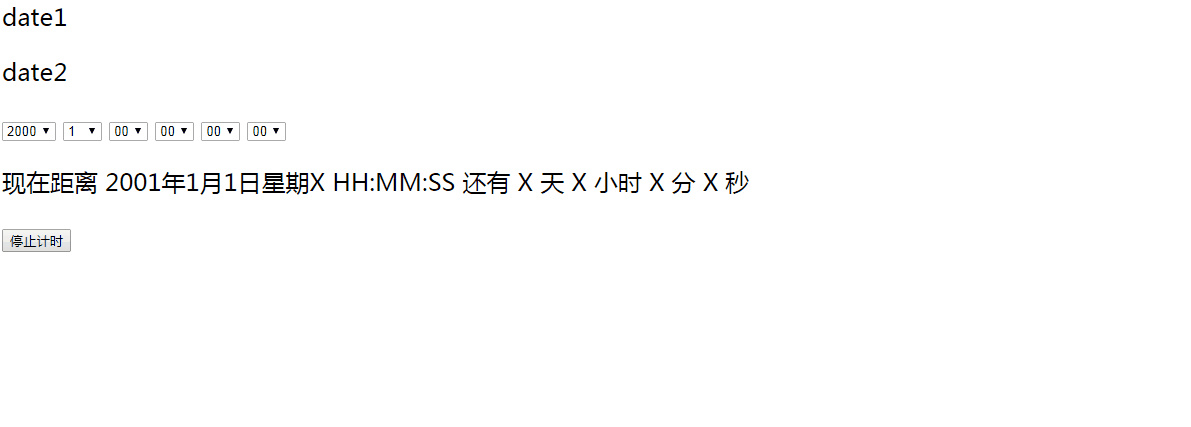 date1
date2
2000 1 00 00 00 00
现在距离 2001年1月1日星期X HH:MM:SS 还有 X 天 X 小时 X 分 X 秒
停止计时